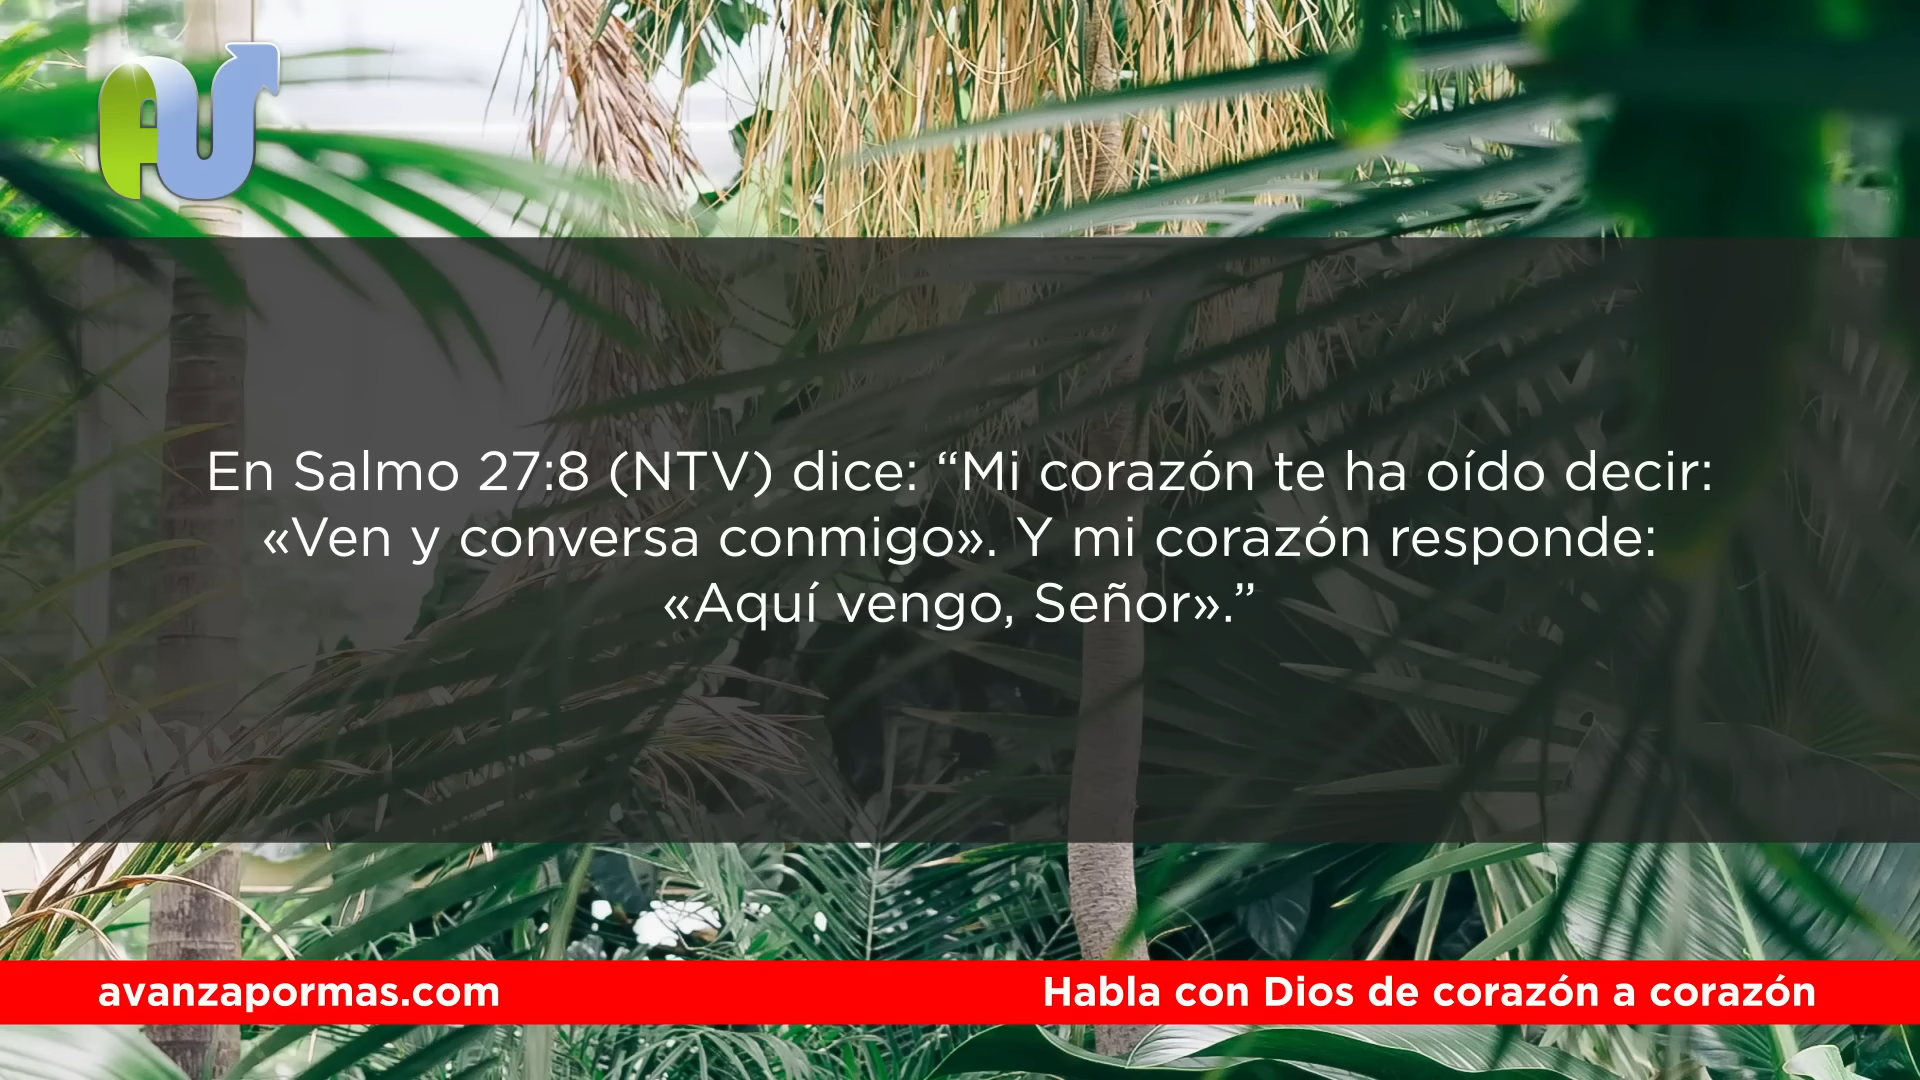 AV
En Salmo 27:8 (NTV) dice: “Mi corazón te ha oído decir:
«Ven y conversa conmigo». Y mi corazón responde:
«Aquí vengo, Señor».”
avanzapormas.com
Habla con Dios de corazón a corazón